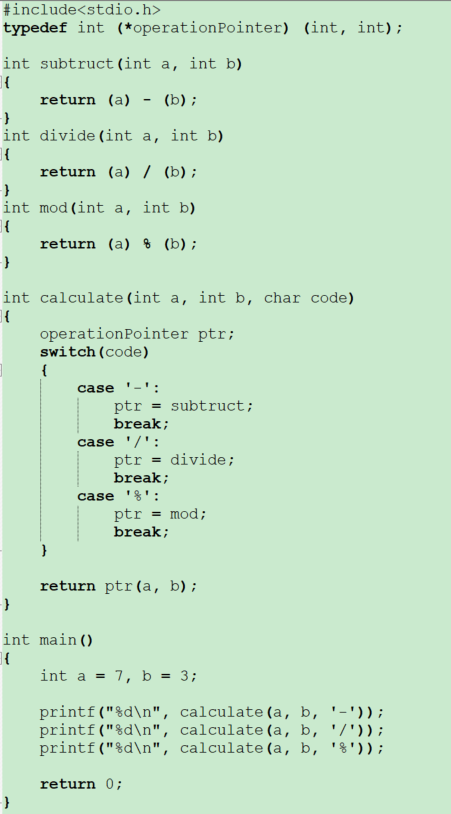 #include<stdio.h>
typedef int (*operationPointer) (int, int);
int subtruct(int a, int b)
{
    return (a) - (b);
}
int divide(int a, int b)
{
    return (a) / (b);
}
int mod(int a, int b)
{
    return (a) % (b);
}
int calculate(int a, int b, char code)
{
    operationPointer ptr;
    switch(code)
    {
        case '-':
            ptr = subtruct;
            break;
        case '/':
            ptr = divide;
            break;
        case '%':
            ptr = mod;
            break;
    }
    return ptr(a, b);
}
int main()
{
    int a = 7, b = 3;
    printf("%d\n", calculate(a, b, '-'));
    printf("%d\n", calculate(a, b, '/'));
    printf("%d\n", calculate(a, b, '%'));
    return 0;
}